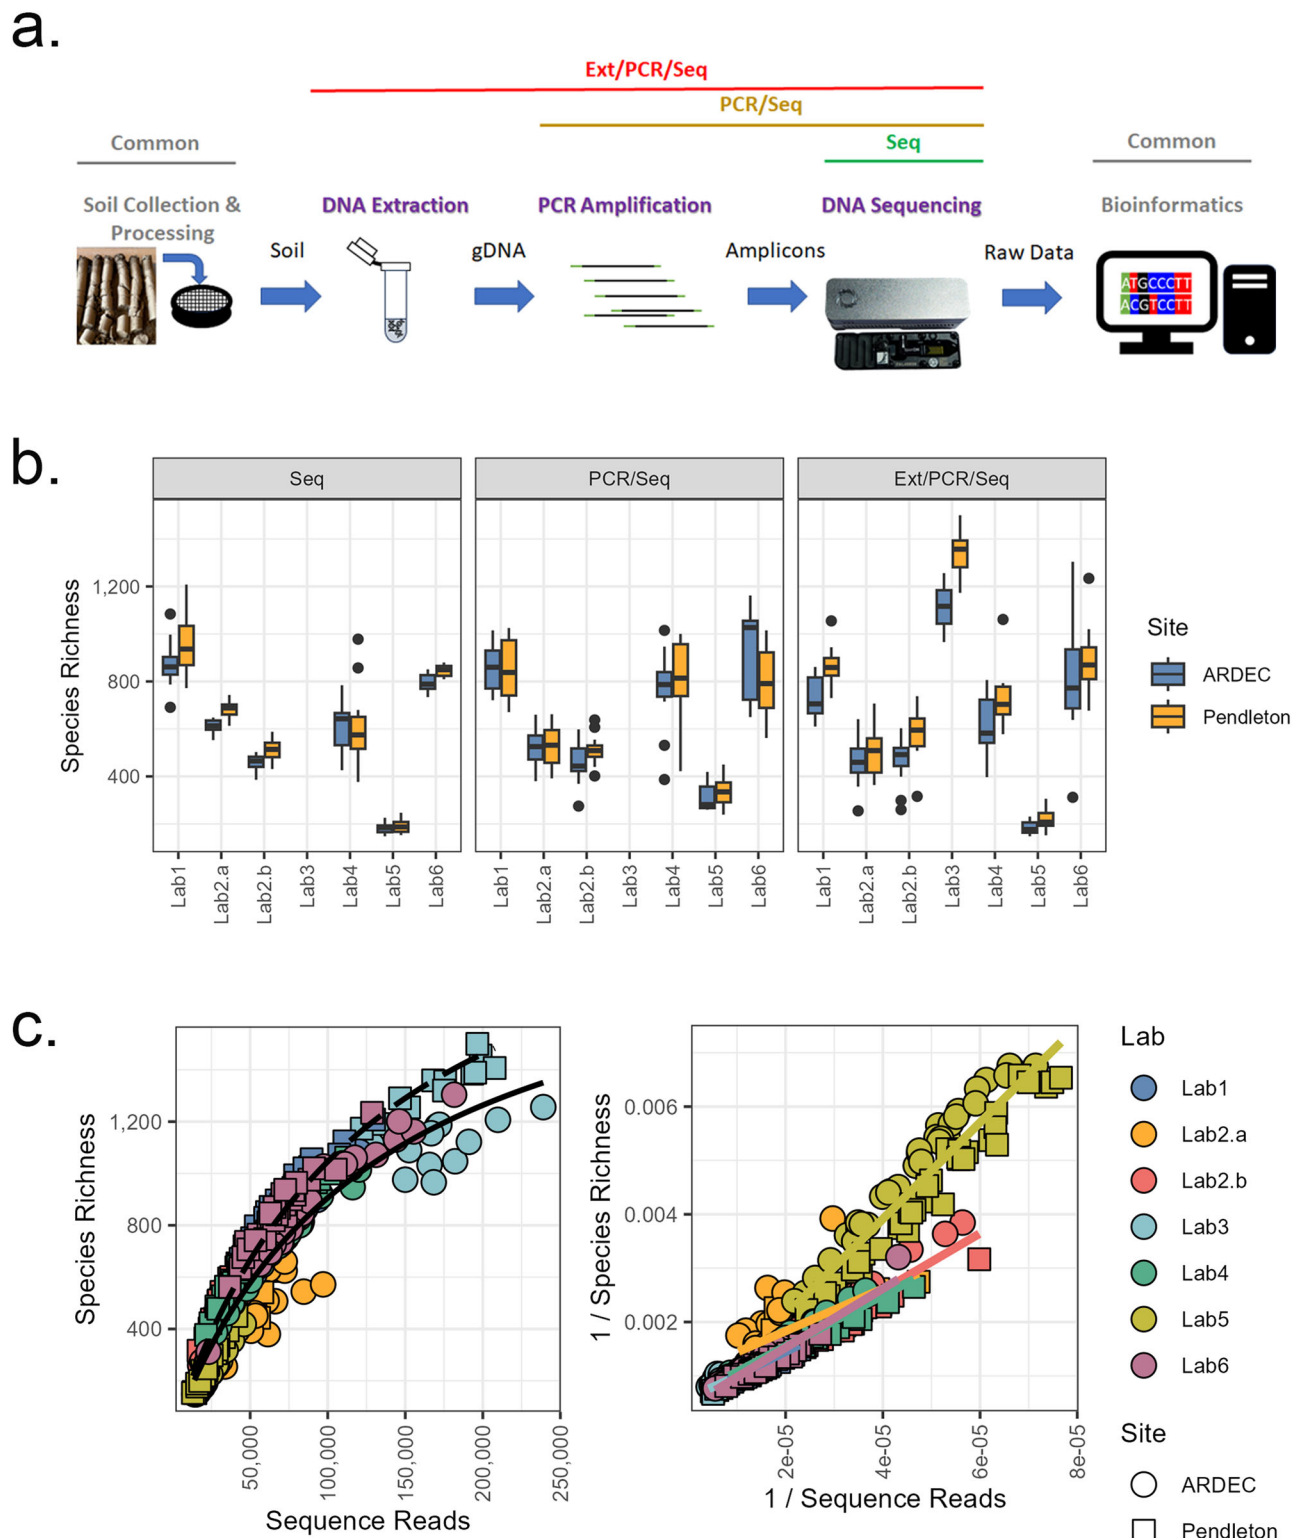 a.
Ext/PCR/Seq
PCR/Seq
Common
Seq
Common
Soil Collection &
Processing
DNA Extraction
PCR Amplification
DNA Sequencing
Bioinformatics
Soil
gDNA
Amplicons
Raw Data
ATGCCCTT
ACGTCCTT
b.
Seq
PCR/Seq
Ext/PCR/Seq
Species Richness
1,200
800
400
Lab1
Lab2.a
Lab2.b
Lab3
Lab4
Lab5
Lab6
Lab1
Lab2.a
Lab2.b
Lab3
Lab4
Lab5
Lab6
Lab1
Lab2.a
Lab2.b
Lab3
Lab4
Lab5
Lab6
Site
ARDEC
Pendleton
c.
Species Richness
1,200
800
400
50,000
100,000
150,000
200,000
250,000
Sequence Reads
1 / Species Richness
0.006
0.004
0.002
2e-05
4e-05
6e-05
8e-05
1 / Sequence Reads
Lab
Lab1
Lab2.a
Lab2.b
Lab3
Lab4
Lab5
Lab6
Site
ARDEC
Pendleton